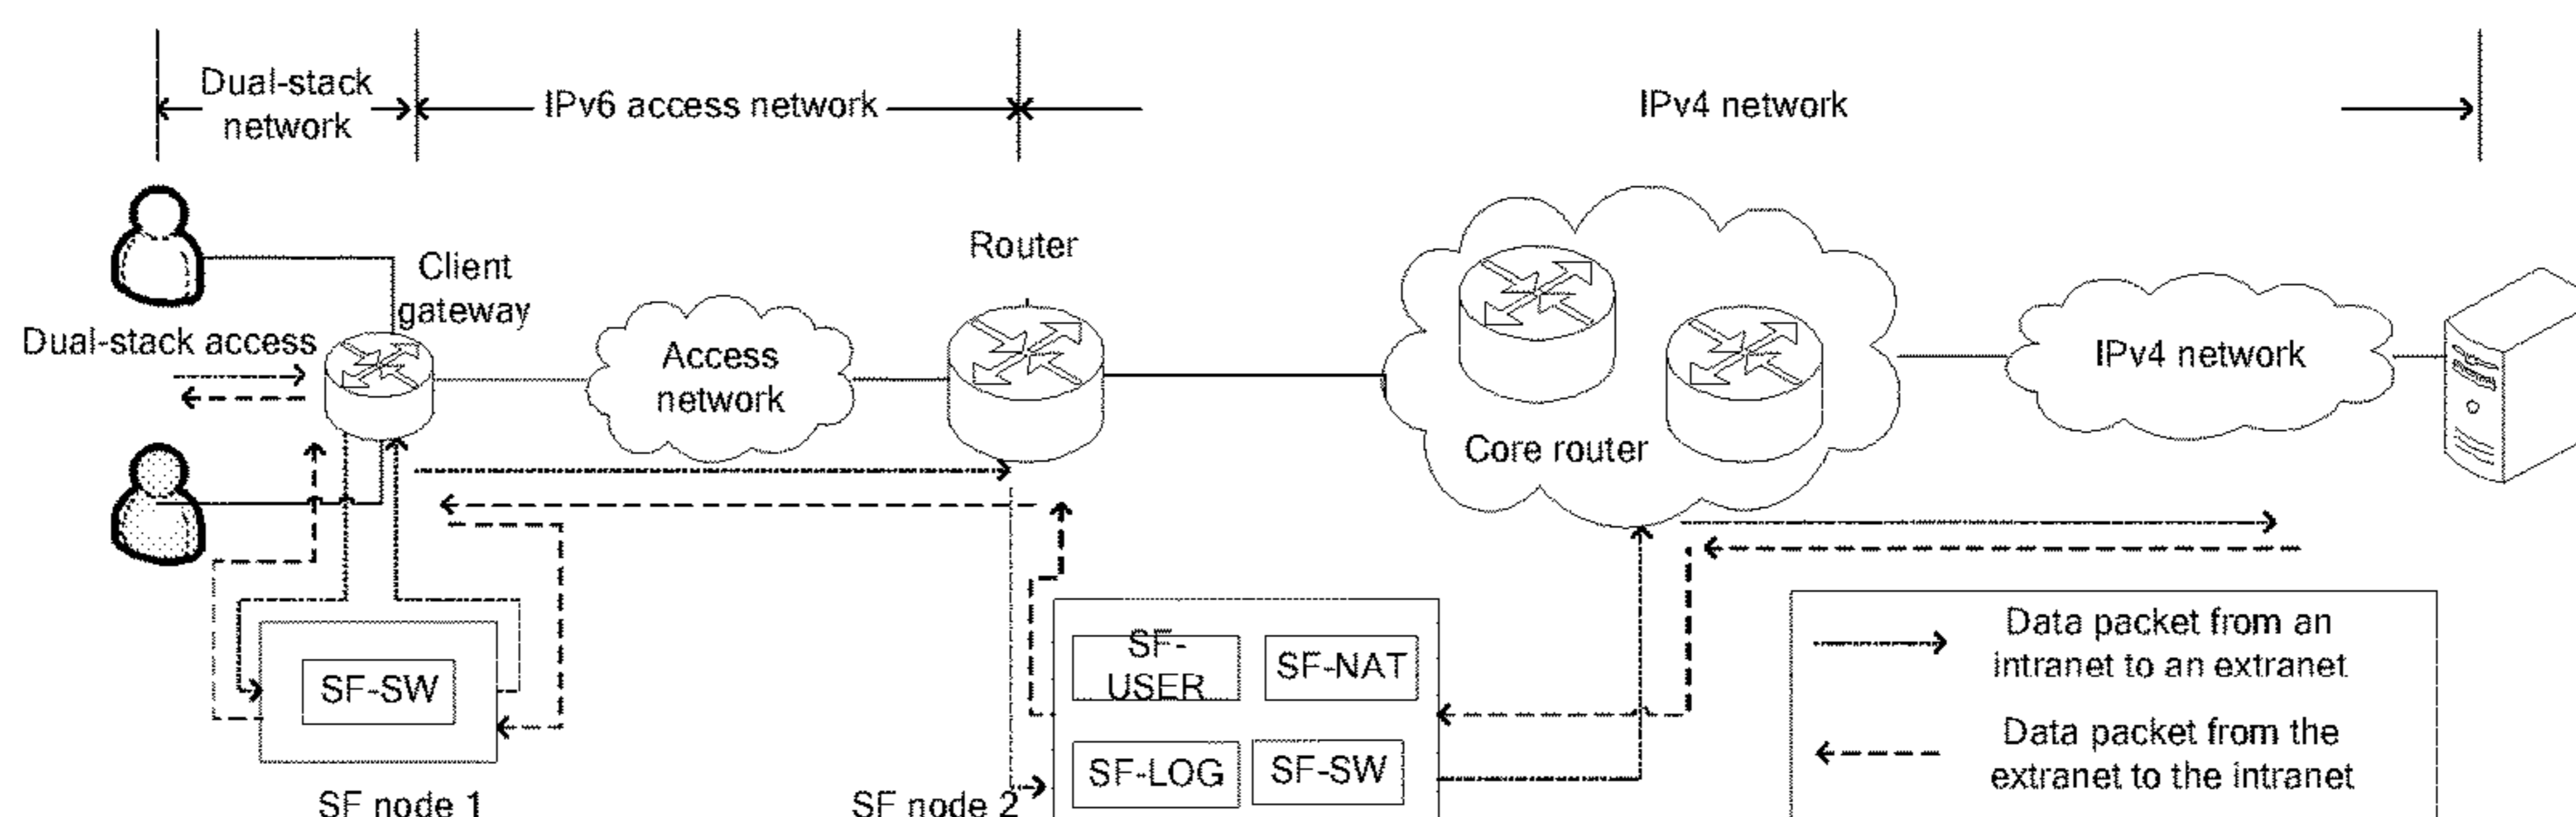 Dual-stack
network
IPv6 access network
IPv4 network
Router
Client
gateway
Dual-stack access
Access
network
IPv4 network
Core router
SF-
USER
SF-NAT
SF-SW
SF-LOG
SF-SW
SF node 1
SF node 2
Data packet from an
intranet to an extranet
Data packet from the
extranet to the intranet